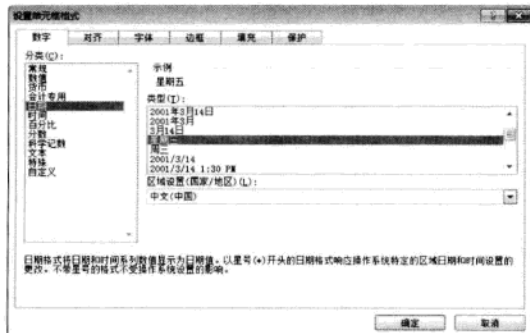 设置单元格格式
数字 对齐 字体 边框 填充 保护
分类(C):
常规
数值
货币
会计专用
日期
时间
百分比
分数
科学记数
文本
特殊
自定义
示例
星期五
类型(T):
2001年3月14日
2001年3月
3月14日
周三
2001/3/14
2001/3/14 1:30 PM
区域设置(国家/地区)(L):
中文(中国)
日期格式将日期和时间系列数值显示为日期值。以星号(*)开头的日期格式响应操作系统特定的区域日期和时间设置的
更改。不带星号的格式不受操作系统设置的影响。
确定 取消